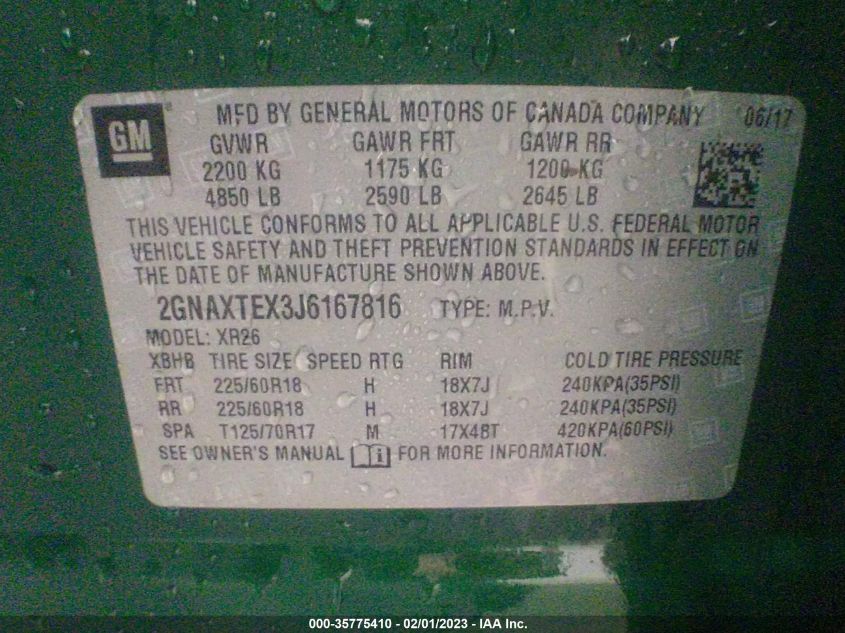 GM
MFD BY GENERAL MOTORS OF CANADA COMPANY 06/17
GVWR GAWR FRT GAWR RR
2200 KG 1175 KG 1200 KG
4850 LB 2590 LB 2645 LB
THIS VEHICLE CONFORMS TO ALL APPLICABLE U.S. FEDERAL MOTOR
VEHICLE SAFETY AND THEFT PREVENTION STANDARDS IN EFFECT ON
THE DATE OF MANUFACTURE SHOWN ABOVE.
2GNAXTEX3J6167816 TYPE: M.P.V.
MODEL: XR26
XBHB TIRE SIZE SPEED RTG RIM COLD TIRE PRESSURE
FRT 225/60R18 H 18X7J 240KPA(35PSI)
RR 225/60R18 H 18X7J 240KPA(35PSI)
SPA T125/70R17 M 17X4BT 420KPA(60PSI)
SEE OWNER'S MANUAL i FOR MORE INFORMATION.
000-35775410 - 02/01/2023 - IAA Inc.